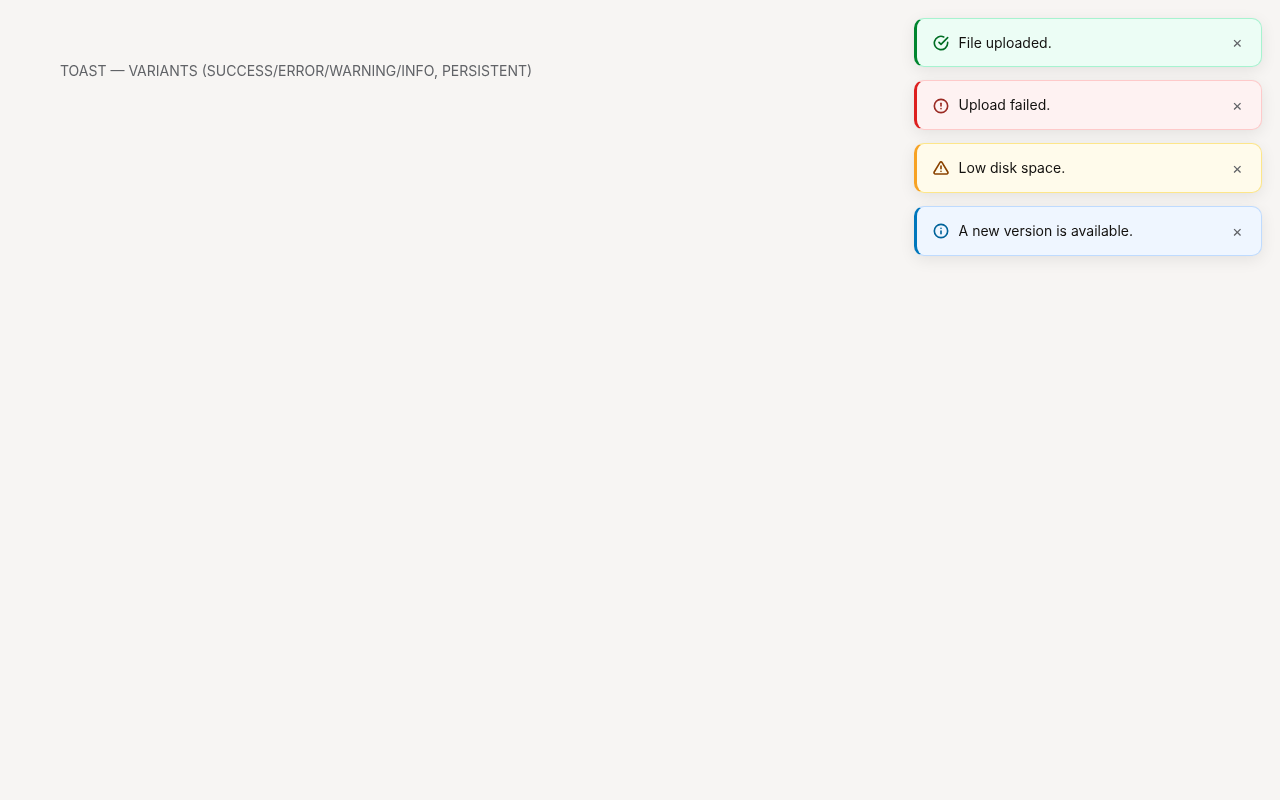 TOAST — VARIANTS (SUCCESS/ERROR/WARNING/INFO, PERSISTENT)
File uploaded.
Upload failed.
Low disk space.
A new version is available.